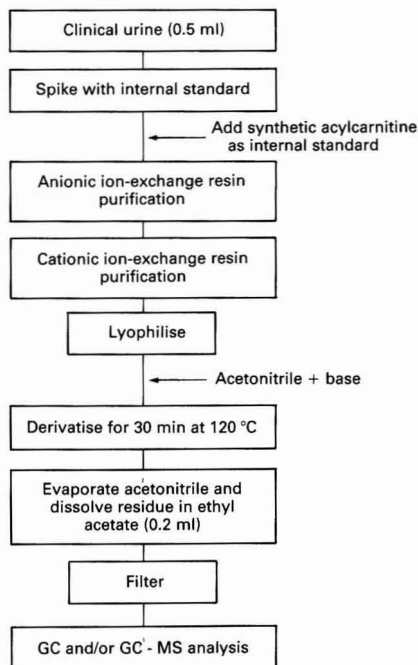 Clinical urine (0.5 ml)
Spike with internal standard
Add synthetic acylcarnitine
as internal standard
Anionic ion-exchange resin
purification
Cationic ion-exchange resin
purification
Lyophilise
Acetonitrile + base
Derivatise for 30 min at 120 °C
Evaporate acetonitrile and
dissolve residue in ethyl
acetate (0.2 ml)
Filter
GC and/or GC - MS analysis